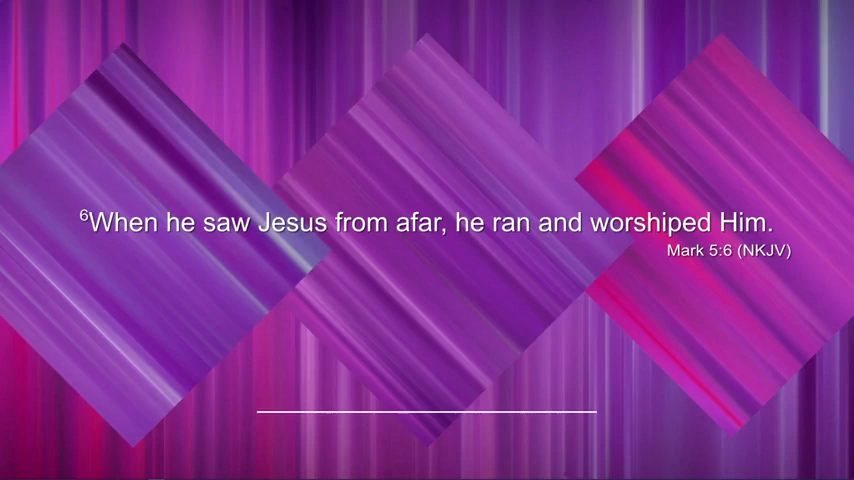 ⁶When he saw Jesus from afar, he ran and worshiped Him.
Mark 5:6 (NKJV)